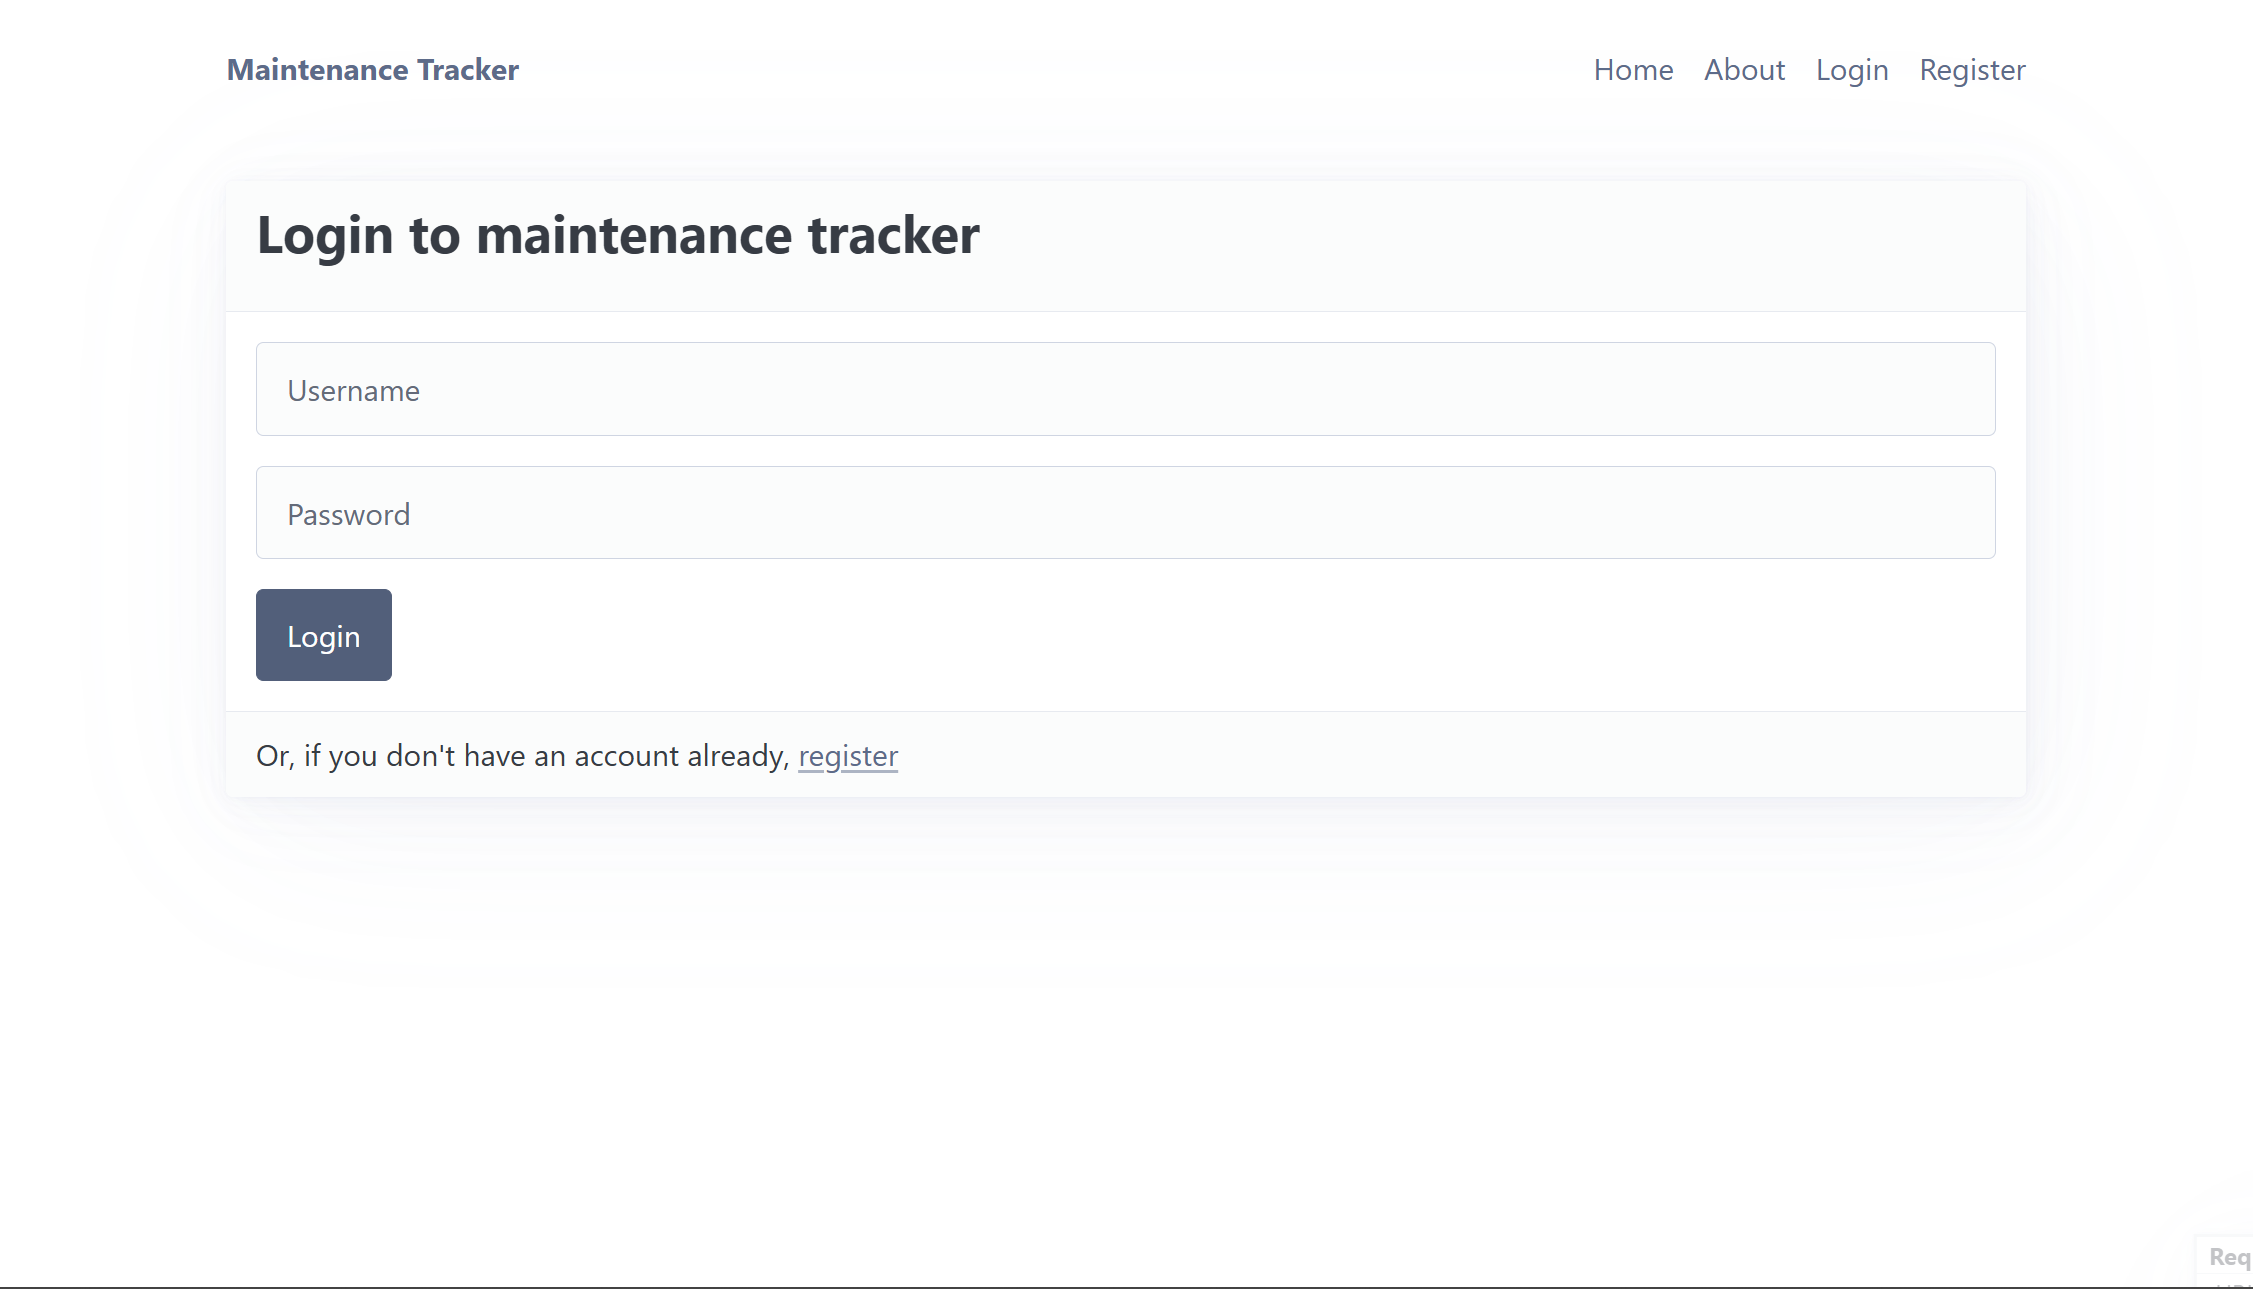 Maintenance Tracker Home About Login Register
Login to maintenance tracker
Username
Password
Login
Or, if you don't have an account already, register
Req